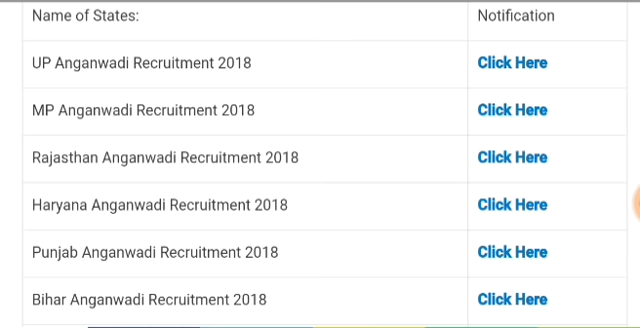 Name of States: Notification
UP Anganwadi Recruitment 2018 Click Here
MP Anganwadi Recruitment 2018 Click Here
Rajasthan Anganwadi Recruitment 2018 Click Here
Haryana Anganwadi Recruitment 2018 Click Here
Punjab Anganwadi Recruitment 2018 Click Here
Bihar Anganwadi Recruitment 2018 Click Here